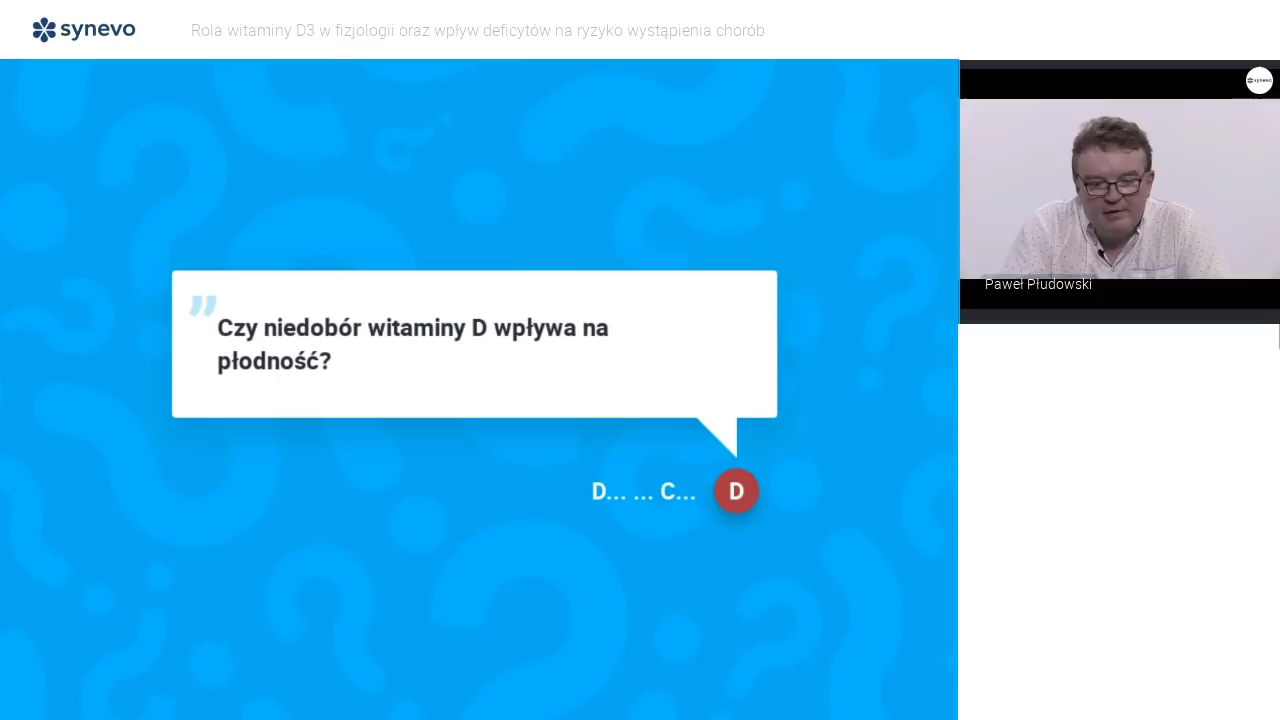 synevo
Rola witaminy D3 w fizjologii oraz wpływ deficytów na ryzyko wystąpienia chorób
synevo
Paweł Płudowski
”
Czy niedobór witaminy D wpływa na
płodność?
D... ... C...
D